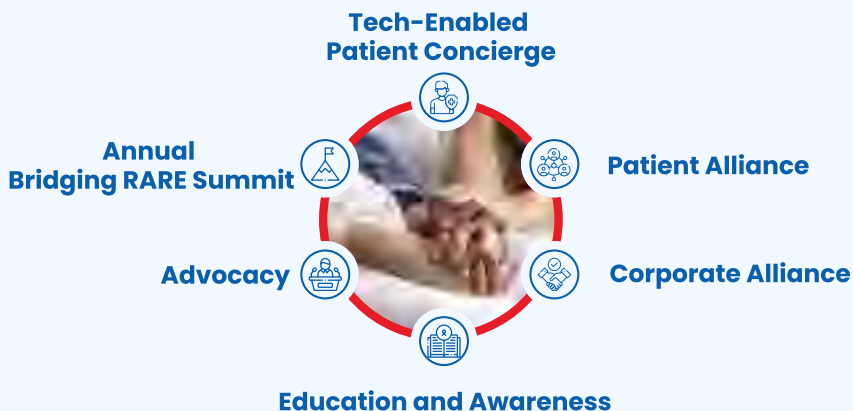 Tech-Enabled
Patient Concierge
Annual
Bridging RARE Summit
Patient Alliance
Advocacy
Corporate Alliance
Education and Awareness